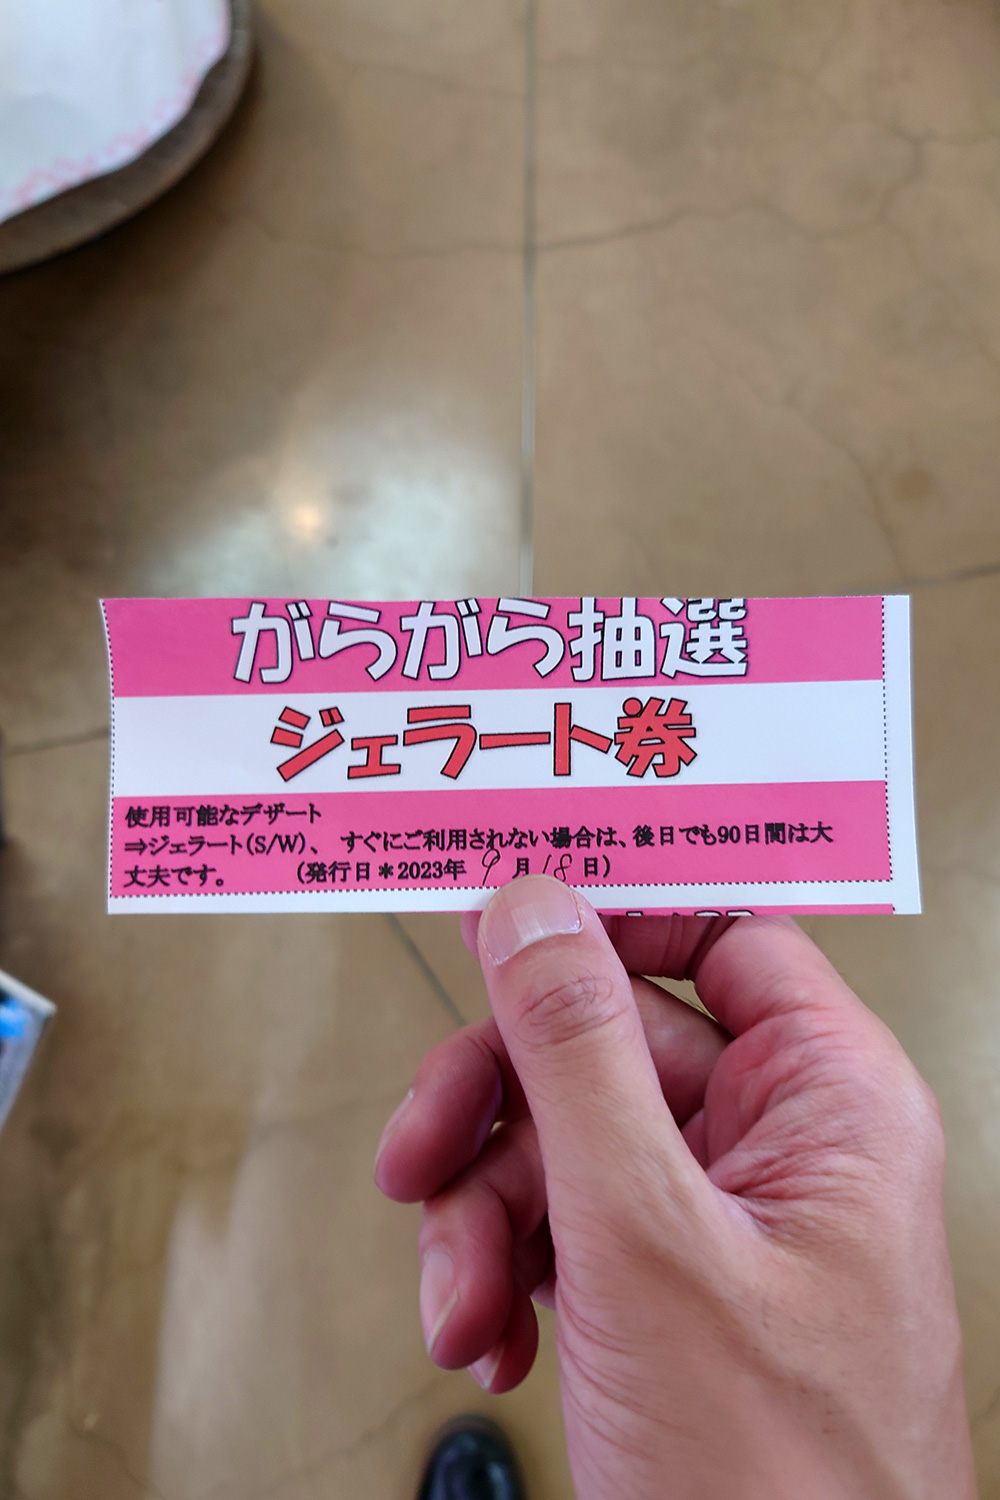 がらがら抽選
ジェラート券
使用可能なデザート
⇒ジェラート(S/W)、 すぐにご利用されない場合は、後日でも90日間は大
丈夫です。 (発行日＊2023年 9 月 18 日)